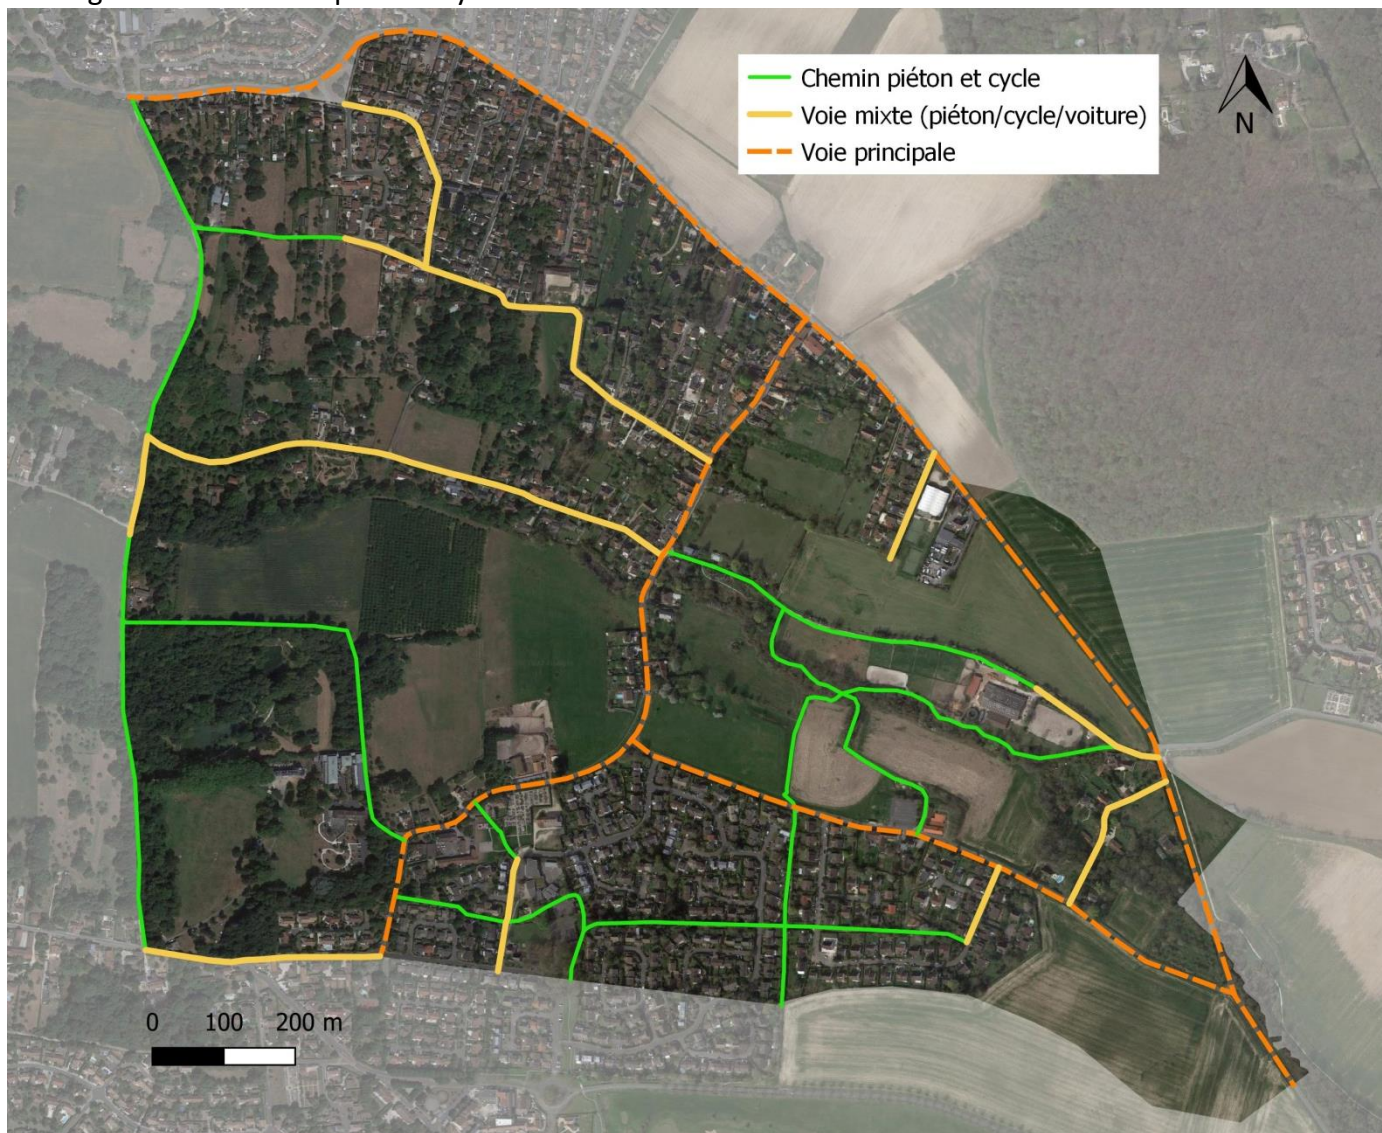 Chemin piéton et cycle
Voie mixte (piéton/cycle/voiture)
Voie principale
N
0 100 200 m